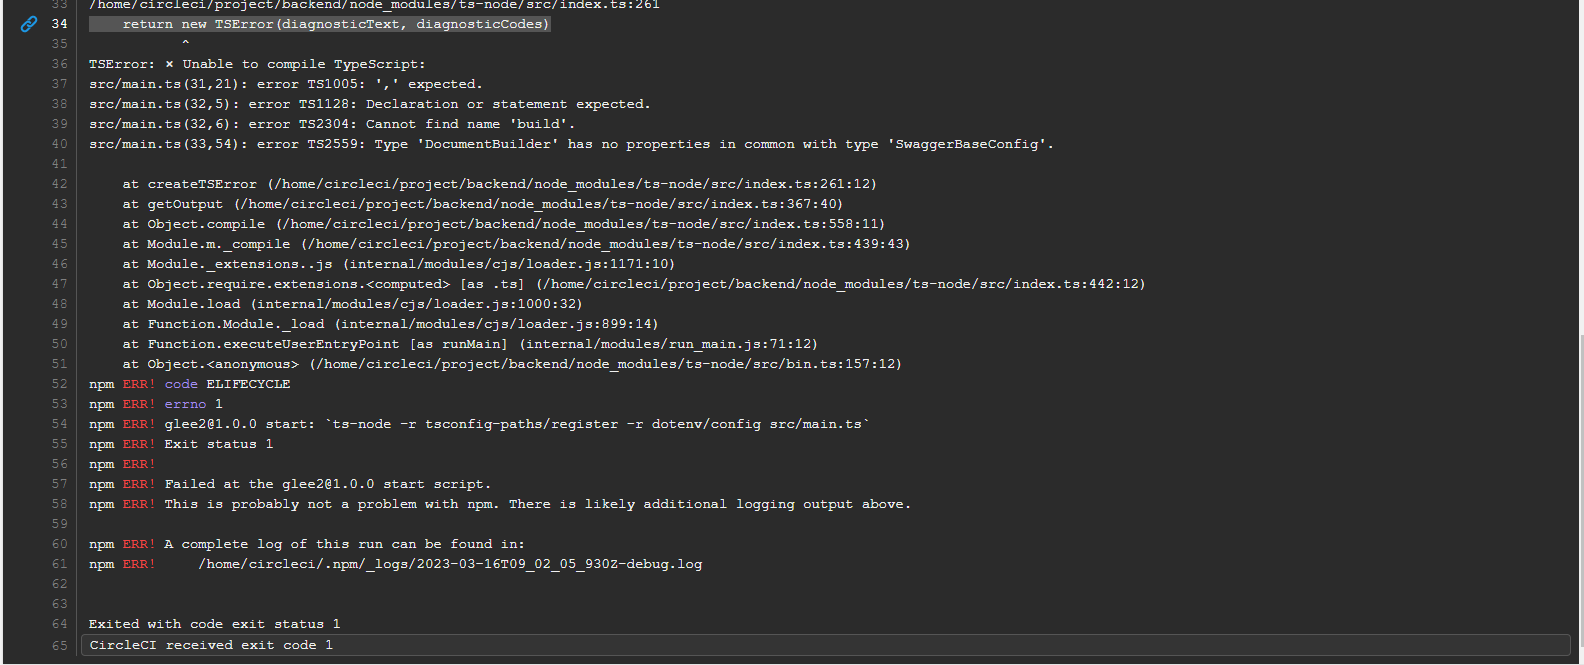 33 /home/circleci/project/backend/node_modules/ts-node/src/index.ts:261
34     return new TSError(diagnosticText, diagnosticCodes)
35            ^
36 TSError: ⨯ Unable to compile TypeScript:
37 src/main.ts(31,21): error TS1005: ',' expected.
38 src/main.ts(32,5): error TS1128: Declaration or statement expected.
39 src/main.ts(32,6): error TS2304: Cannot find name 'build'.
40 src/main.ts(33,54): error TS2559: Type 'DocumentBuilder' has no properties in common with type 'SwaggerBaseConfig'.
41
42     at createTSError (/home/circleci/project/backend/node_modules/ts-node/src/index.ts:261:12)
43     at getOutput (/home/circleci/project/backend/node_modules/ts-node/src/index.ts:367:40)
44     at Object.compile (/home/circleci/project/backend/node_modules/ts-node/src/index.ts:558:11)
45     at Module.m._compile (/home/circleci/project/backend/node_modules/ts-node/src/index.ts:439:43)
46     at Module._extensions..js (internal/modules/cjs/loader.js:1171:10)
47     at Object.require.extensions.<computed> [as .ts] (/home/circleci/project/backend/node_modules/ts-node/src/index.ts:442:12)
48     at Module.load (internal/modules/cjs/loader.js:1000:32)
49     at Function.Module._load (internal/modules/cjs/loader.js:899:14)
50     at Function.executeUserEntryPoint [as runMain] (internal/modules/run_main.js:71:12)
51     at Object.<anonymous> (/home/circleci/project/backend/node_modules/ts-node/src/bin.ts:157:12)
52 npm ERR! code ELIFECYCLE
53 npm ERR! errno 1
54 npm ERR! glee2@1.0.0 start: `ts-node -r tsconfig-paths/register -r dotenv/config src/main.ts`
55 npm ERR! Exit status 1
56 npm ERR!
57 npm ERR! Failed at the glee2@1.0.0 start script.
58 npm ERR! This is probably not a problem with npm. There is likely additional logging output above.
59
60 npm ERR! A complete log of this run can be found in:
61 npm ERR!     /home/circleci/.npm/_logs/2023-03-16T09_02_05_930Z-debug.log
62
63
64 Exited with code exit status 1
65 CircleCI received exit code 1